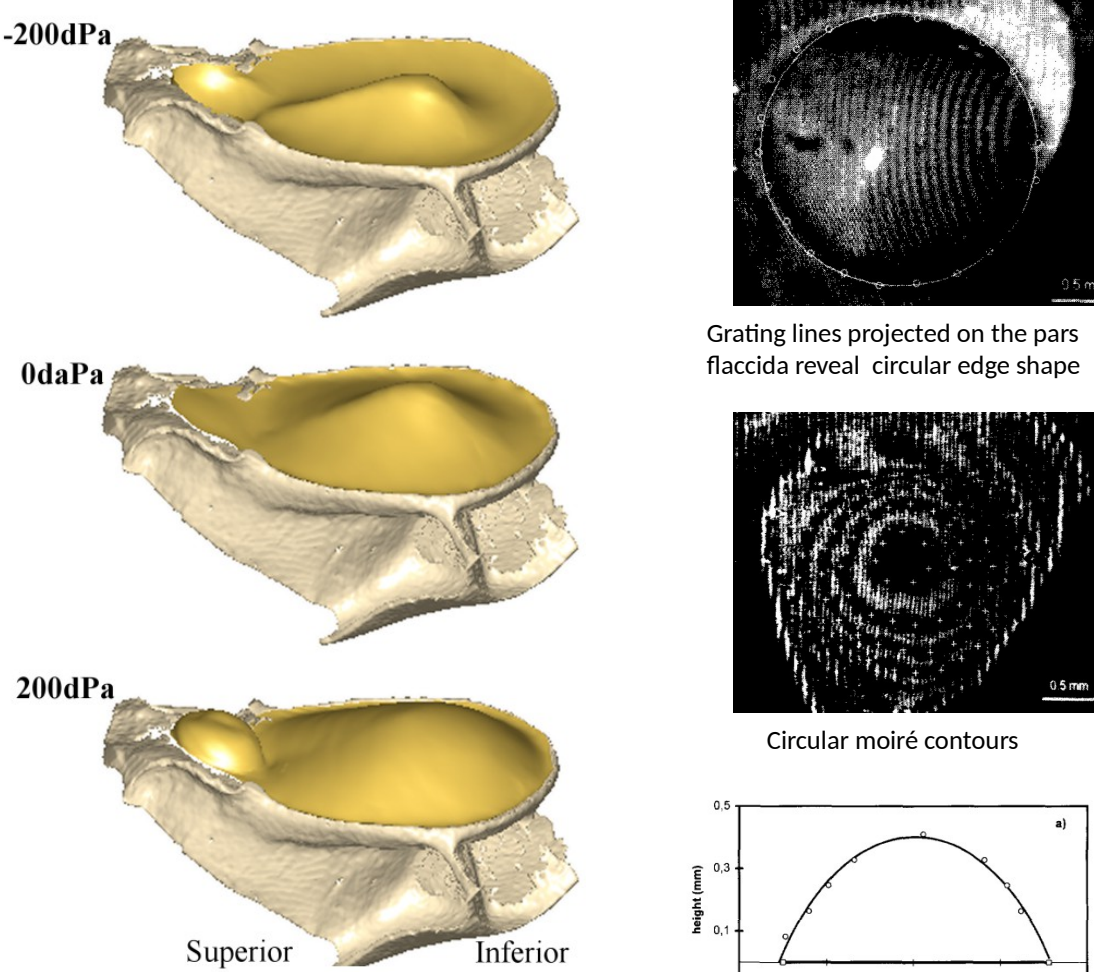 -200dPa
0daPa
200dPa
Superior Inferior
0.5 m
Grating lines projected on the pars
flaccida reveal circular edge shape
0.5 mm
Circular moiré contours
0,5
a)
0,3
height (mm)
0,1